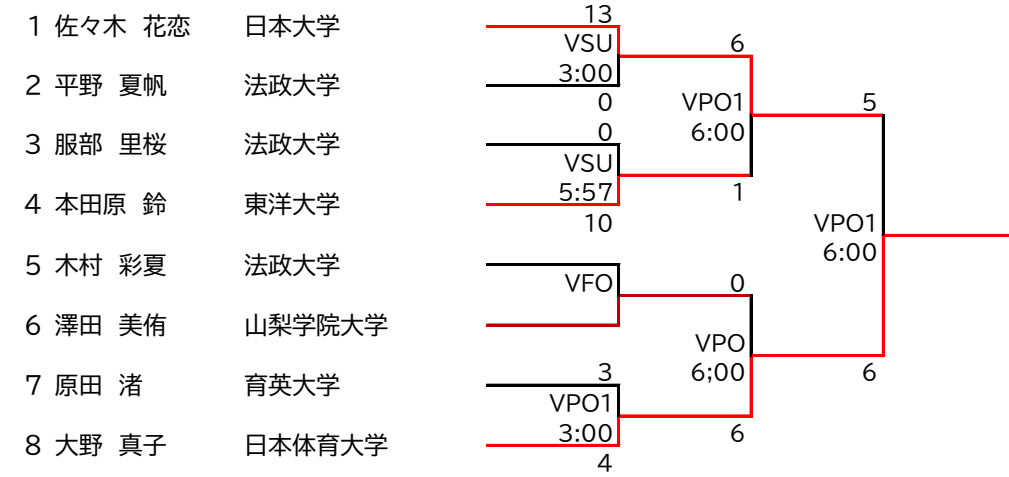 13
1 佐々木 花恋 日本大学
VSU 6
3:00
2 平野 夏帆 法政大学
0 VPO1 5
0 6:00
3 服部 里桜 法政大学
VSU
5:57 1
4 本田原 鈴 東洋大学
10 VPO1
6:00
5 木村 彩夏 法政大学
VFO 0
6 澤田 美侑 山梨学院大学
VPO
3 6;00 6
7 原田 渚 育英大学
VPO1
3:00 6
8 大野 真子 日本体育大学
4